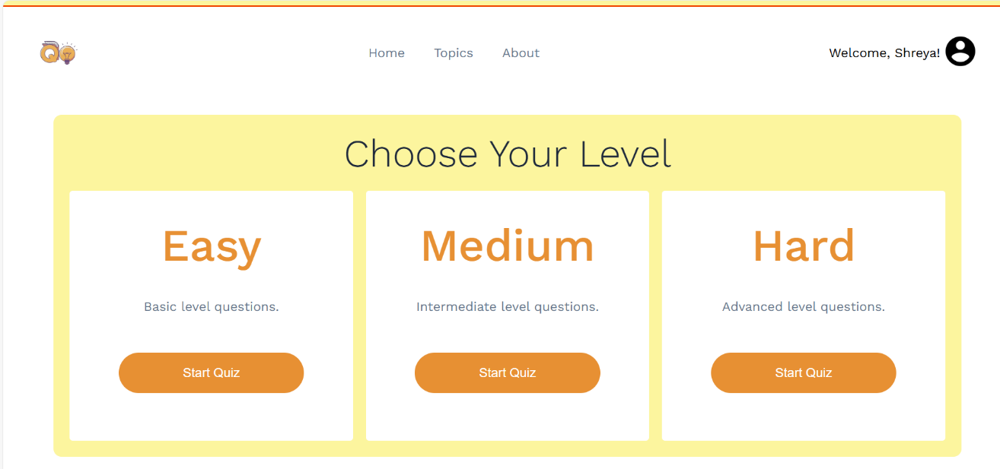 Q
Home Topics About
Welcome, Shreya!
Choose Your Level
Easy
Basic level questions.
Start Quiz
Medium
Intermediate level questions.
Start Quiz
Hard
Advanced level questions.
Start Quiz